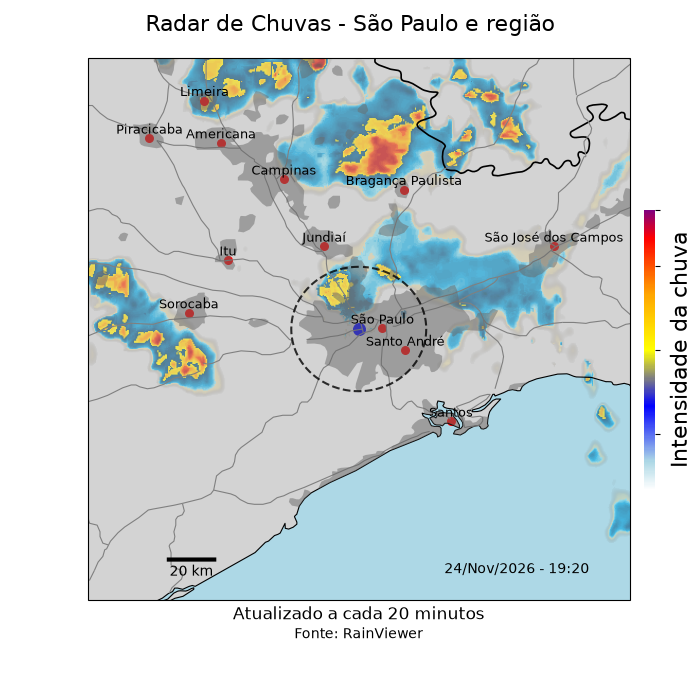 Radar de Chuvas - São Paulo e região
Limeira
Piracicaba
Americana
Campinas
Bragança Paulista
Jundiaí
São José dos Campos
Itu
Sorocaba
São Paulo
Santo André
Santos
Intensidade da chuva
20 km
24/Nov/2026 - 19:20
Atualizado a cada 20 minutos
Fonte: RainViewer